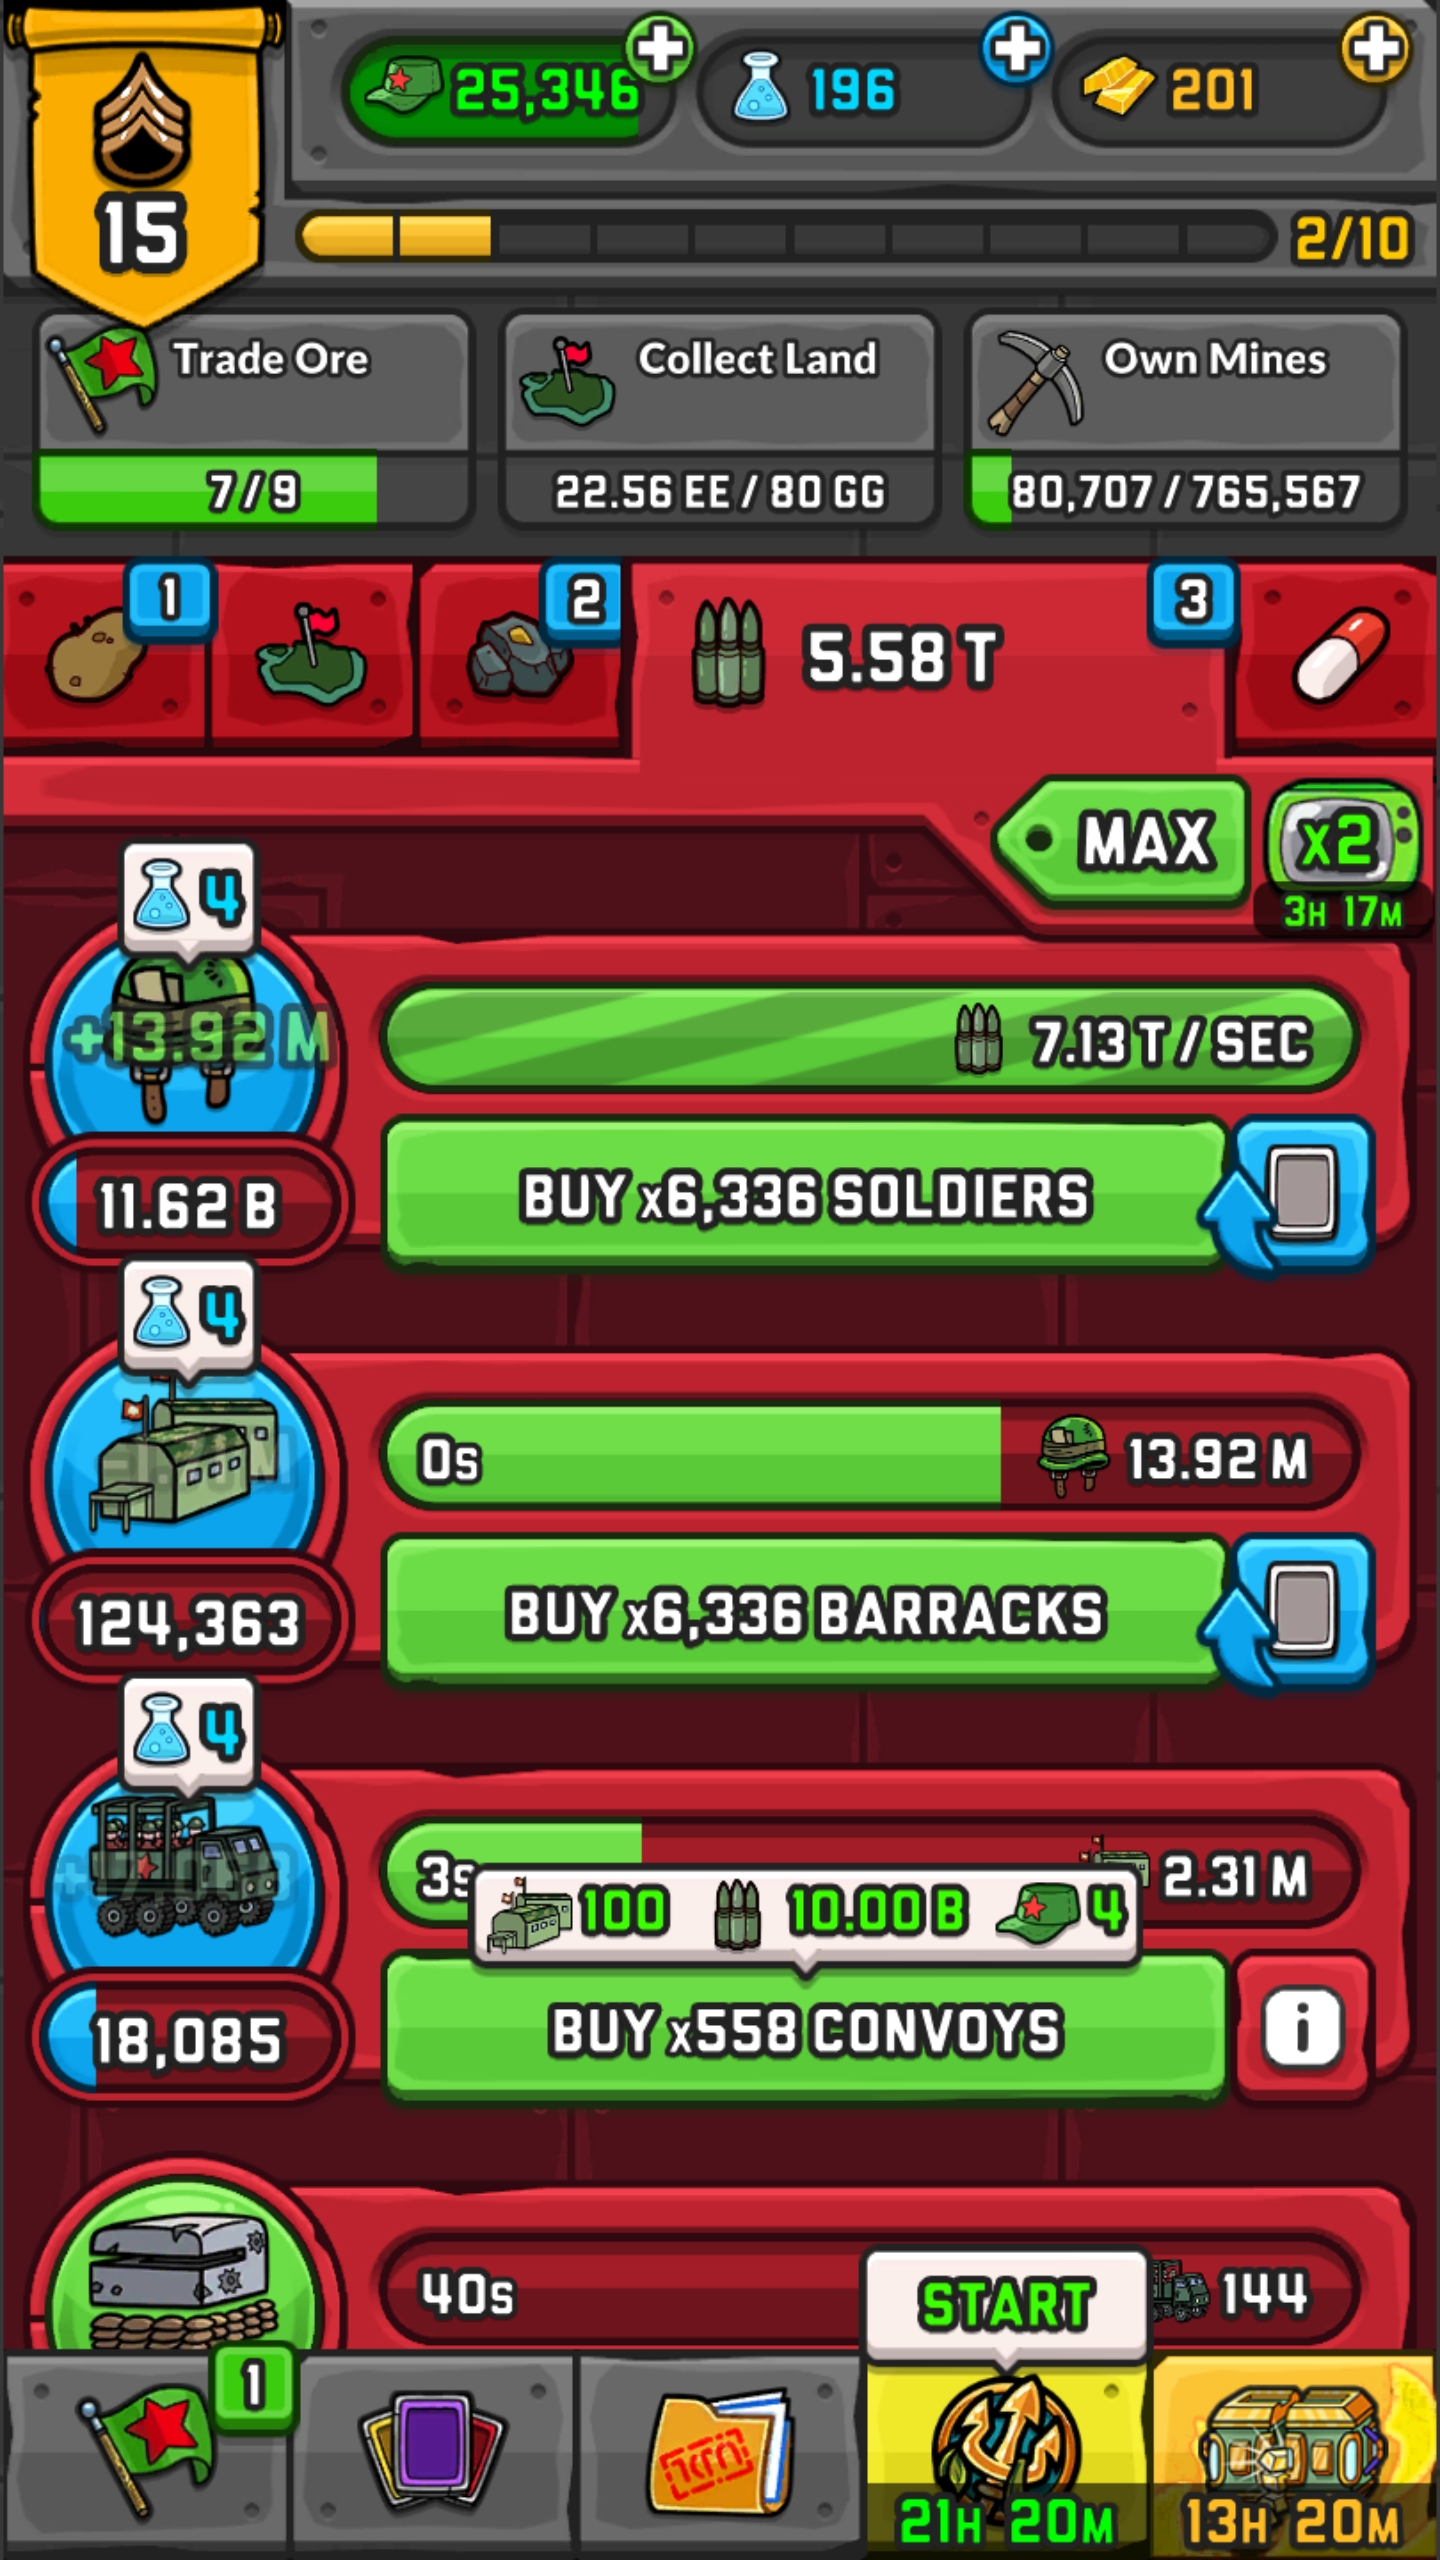 25,346
196
201
15
2/10
Trade Ore
Collect Land
Own Mines
7/9
22.56 EE / 80 GG
80,707 / 765,567
1
2
3
5.58 T
MAX
x2
3H 17M
4
+13.92 M
7.13 T / SEC
11.62 B
BUY x6,336 SOLDIERS
4
0s
13.92 M
124,363
BUY x6,336 BARRACKS
4
3s
2.31 M
100
10.00 B
4
18,085
BUY x558 CONVOYS
i
40s
144
START
1
21H 20M
13H 20M